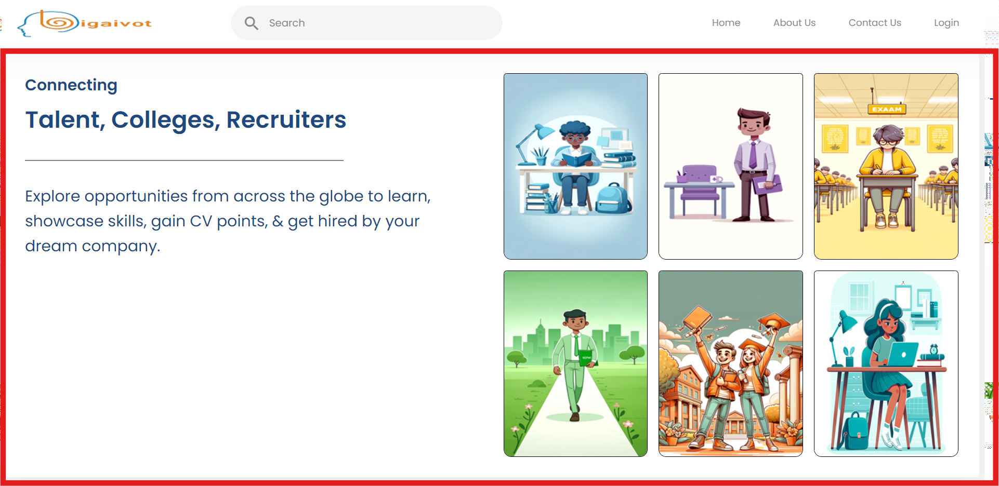 bigaivot
Search
Home
About Us
Contact Us
Login
Connecting
Talent, Colleges, Recruiters
Explore opportunities from across the globe to learn,
showcase skills, gain CV points, & get hired by your
dream company.
EXAAM